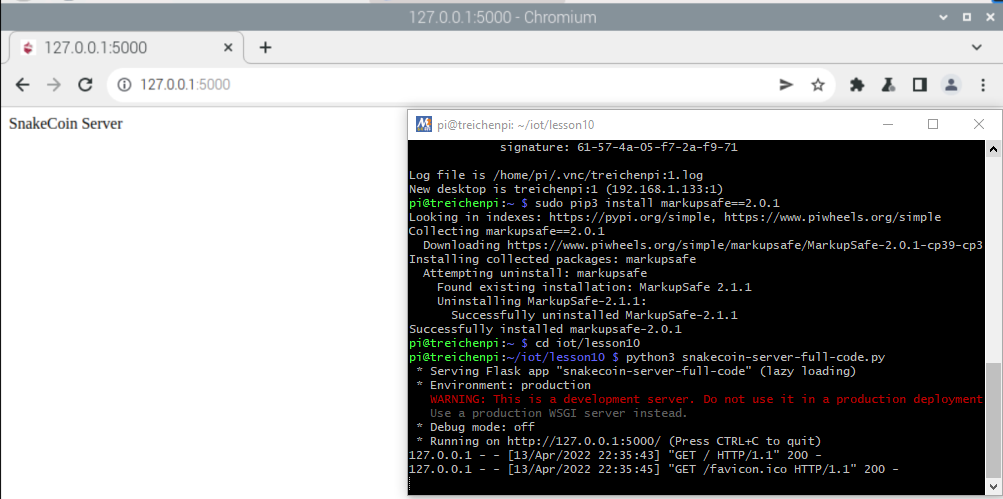 127.0.0.1:5000 - Chromium
127.0.0.1:5000
127.0.0.1:5000
SnakeCoin Server
pi@treichenpi: ~/iot/lesson10
signature: 61-57-4a-05-f7-2a-f9-71
Log file is /home/pi/.vnc/treichenpi:1.log
New desktop is treichenpi:1 (192.168.1.133:1)
pi@treichenpi:~ $ sudo pip3 install markupsafe==2.0.1
Looking in indexes: https://pypi.org/simple, https://www.piwheels.org/simple
Collecting markupsafe==2.0.1
Downloading https://www.piwheels.org/simple/markupsafe/MarkupSafe-2.0.1-cp39-cp3
Installing collected packages: markupsafe
Attempting uninstall: markupsafe
Found existing installation: MarkupSafe 2.1.1
Uninstalling MarkupSafe-2.1.1:
Successfully uninstalled MarkupSafe-2.1.1
Successfully installed markupsafe-2.0.1
pi@treichenpi:~ $ cd iot/lesson10
pi@treichenpi:~/iot/lesson10 $ python3 snakecoin-server-full-code.py
* Serving Flask app "snakecoin-server-full-code" (lazy loading)
* Environment: production
WARNING: This is a development server. Do not use it in a production deployment
Use a production WSGI server instead.
* Debug mode: off
* Running on http://127.0.0.1:5000/ (Press CTRL+C to quit)
127.0.0.1 - - [13/Apr/2022 22:35:43] "GET / HTTP/1.1" 200 -
127.0.0.1 - - [13/Apr/2022 22:35:45] "GET /favicon.ico HTTP/1.1" 200 -